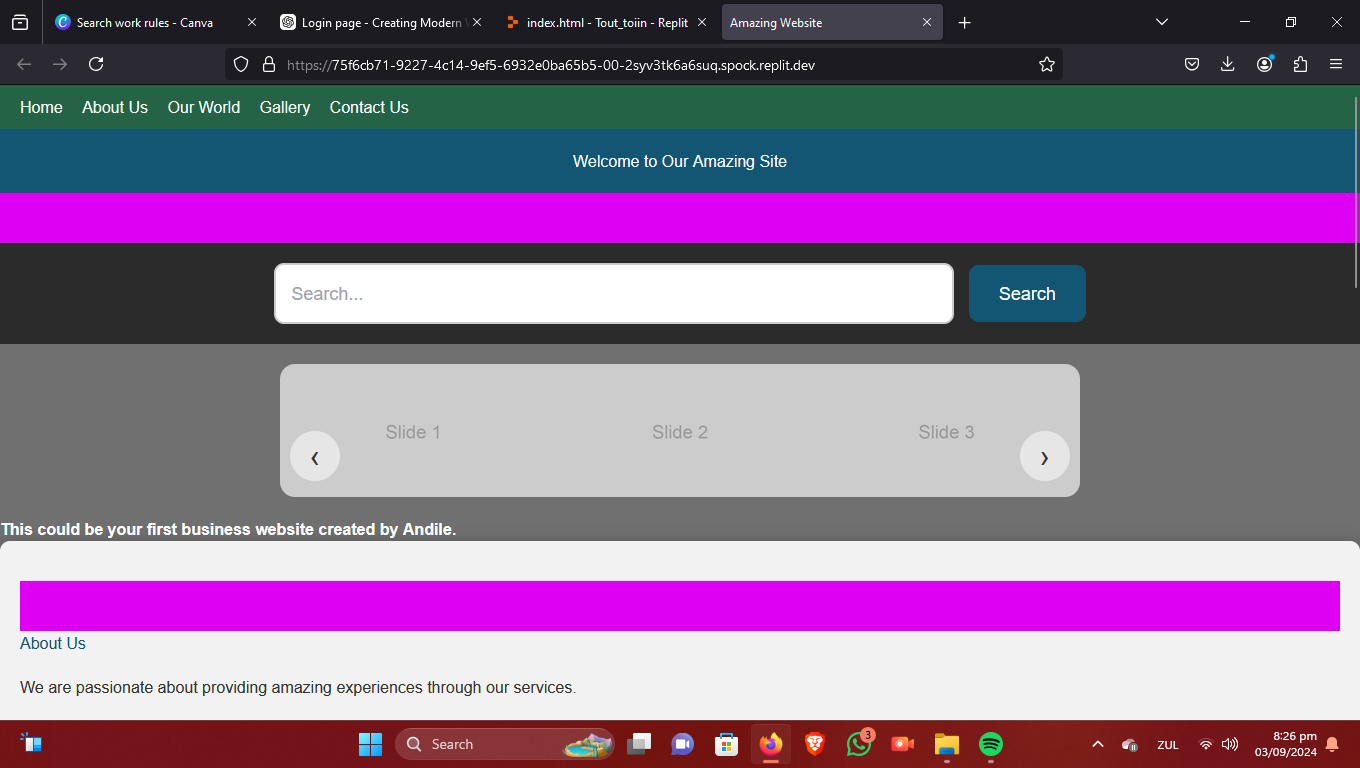 Search work rules - Canva
Login page - Creating Modern
index.html - Tout_toiin - Replit
Amazing Website
https://75f6cb71-9227-4c14-9ef5-6932e0ba65b5-00-2syv3tk6a6suq.spock.replit.dev
Home About Us Our World Gallery Contact Us
Welcome to Our Amazing Site
Search...
Search
Slide 1 Slide 2 Slide 3
‹ ›
This could be your first business website created by Andile.
About Us
We are passionate about providing amazing experiences through our services.
Search
3
ZUL
8:26 pm
03/09/2024